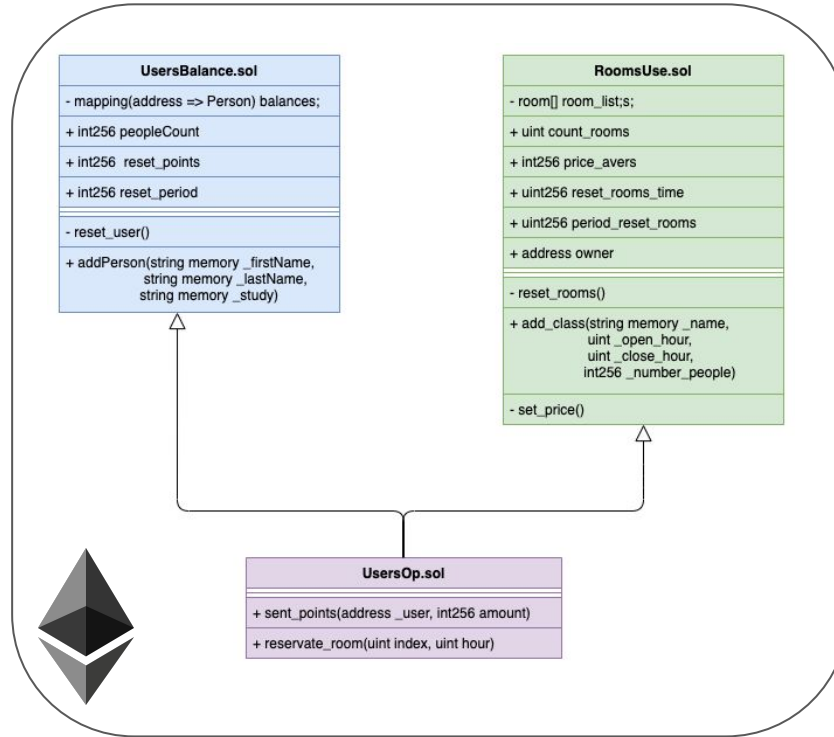 UsersBalance.sol
- mapping(address => Person) balances;
+ int256 peopleCount
+ int256 reset_points
+ int256 reset_period
- reset_user()
+ addPerson(string memory _firstName,
string memory _lastName,
string memory _study)
RoomsUse.sol
- room[] room_list;s;
+ uint count_rooms
+ int256 price_avers
+ uint256 reset_rooms_time
+ uint256 period_reset_rooms
+ address owner
- reset_rooms()
+ add_class(string memory _name,
uint _open_hour,
uint _close_hour,
int256 _number_people)
- set_price()
UsersOp.sol
+ sent_points(address _user, int256 amount)
+ reservate_room(uint index, uint hour)